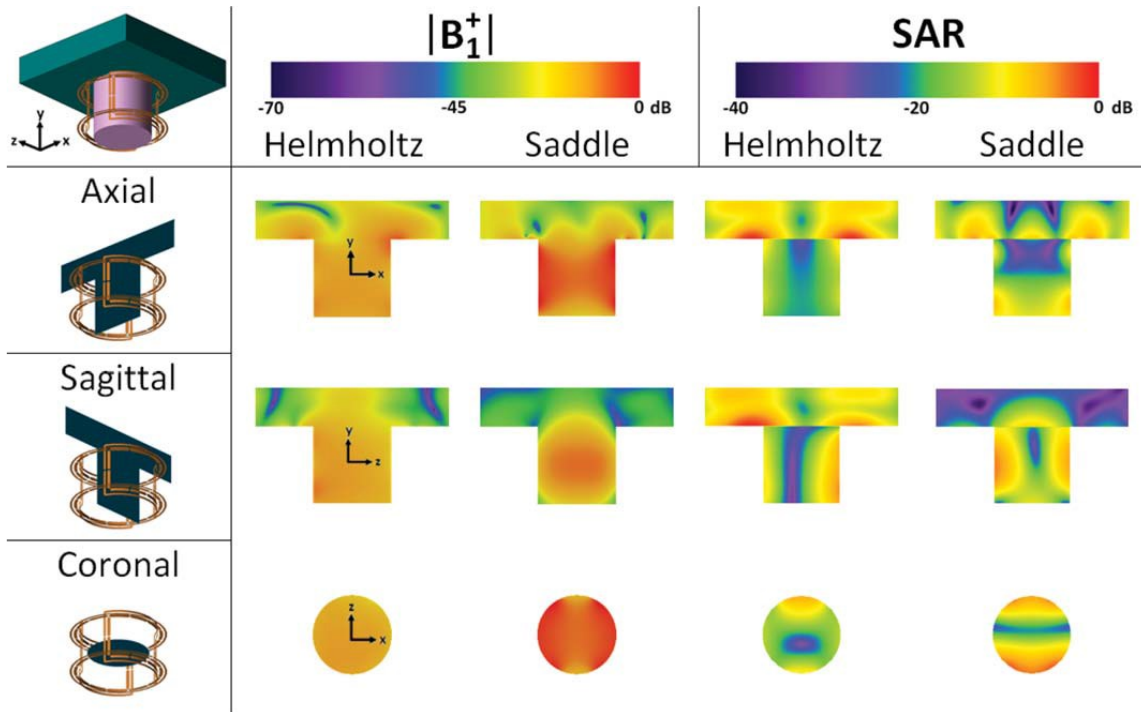 |B₁⁺| SAR
-70 -45 0 dB -40 -20 0 dB
y
z x
Helmholtz Saddle Helmholtz Saddle
Axial
y
x
Sagittal
y
z
Coronal
z
x